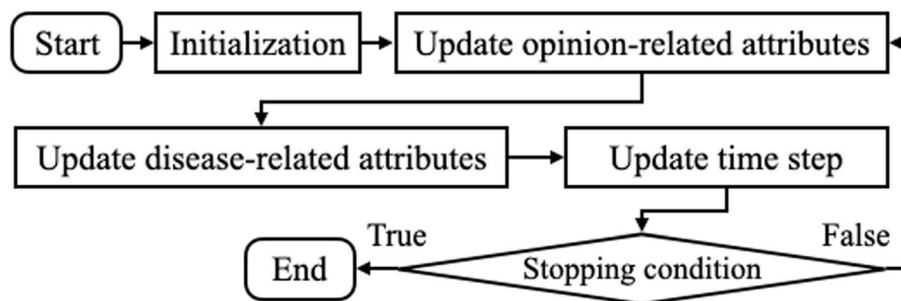 Start
Initialization
Update opinion-related attributes
Update disease-related attributes
Update time step
True
False
End
Stopping condition